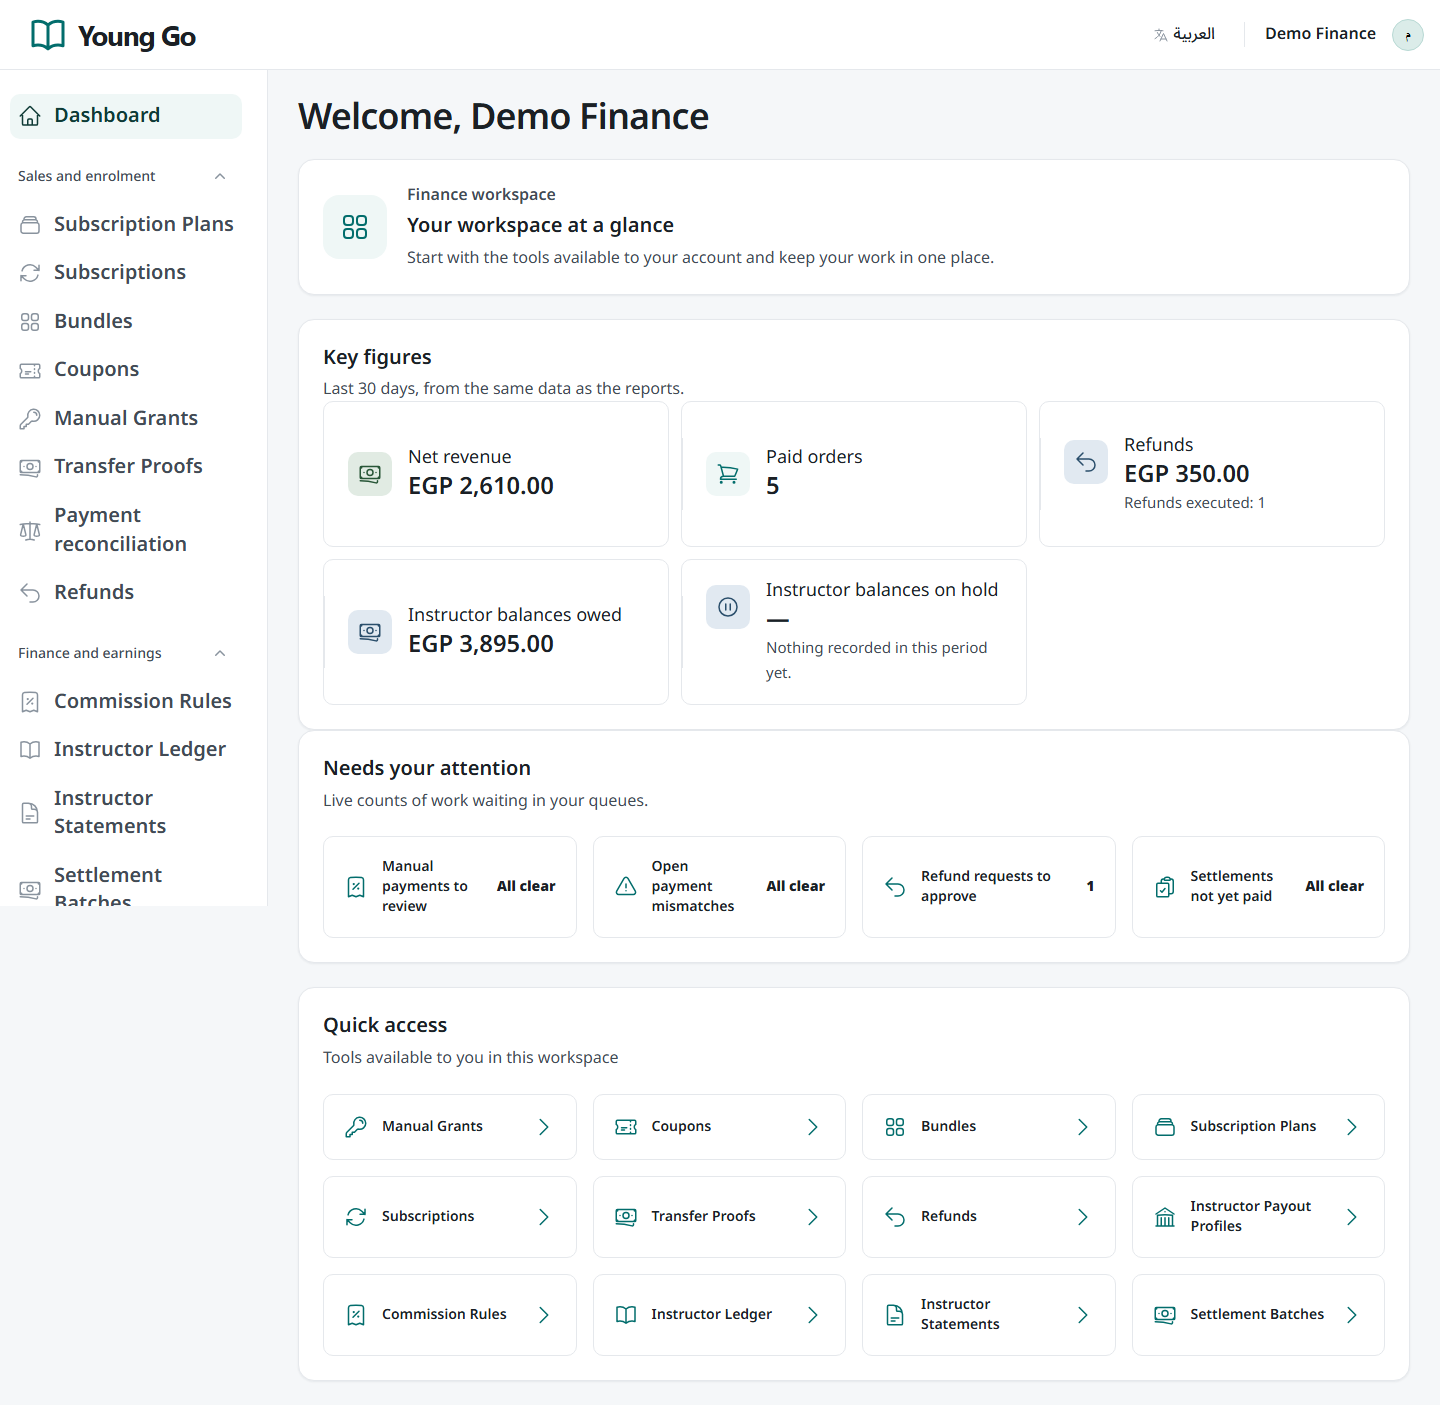 Young Go
العربية
Demo Finance
م
Dashboard
Sales and enrolment
Subscription Plans
Subscriptions
Bundles
Coupons
Manual Grants
Transfer Proofs
Payment
reconciliation
Refunds
Finance and earnings
Commission Rules
Instructor Ledger
Instructor
Statements
Settlement
Batches
Welcome, Demo Finance
Finance workspace
Your workspace at a glance
Start with the tools available to your account and keep your work in one place.
Key figures
Last 30 days, from the same data as the reports.
Net revenue
EGP 2,610.00
Paid orders
5
Refunds
EGP 350.00
Refunds executed: 1
Instructor balances owed
EGP 3,895.00
Instructor balances on hold
—
Nothing recorded in this period
yet.
Needs your attention
Live counts of work waiting in your queues.
Manual
payments to
review
All clear
Open
payment
mismatches
All clear
Refund requests to
approve
1
Settlements
not yet paid
All clear
Quick access
Tools available to you in this workspace
Manual Grants
Coupons
Bundles
Subscription Plans
Subscriptions
Transfer Proofs
Refunds
Instructor Payout
Profiles
Commission Rules
Instructor Ledger
Instructor
Statements
Settlement Batches